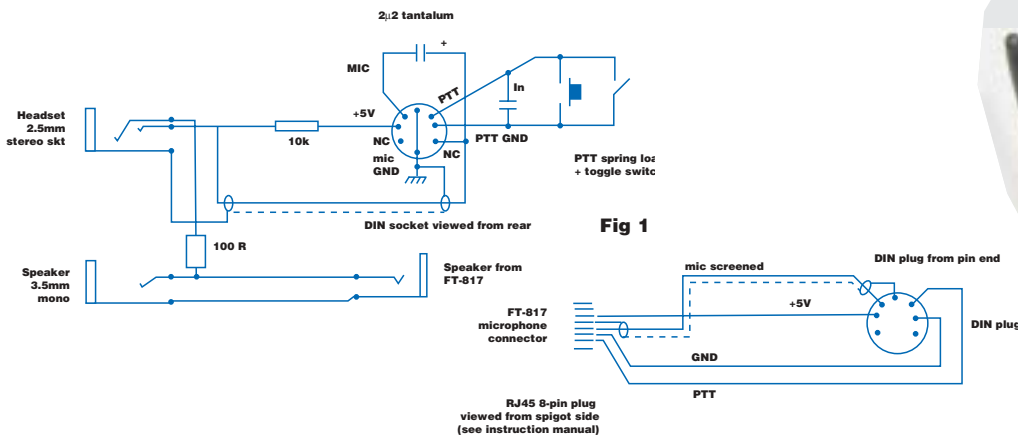 2µ2 tantalum
+
MIC
PTT
In
+5V
Headset
2.5mm
stereo skt
10k
NC
mic
GND
NC
PTT GND
PTT spring loa
+ toggle switc
DIN socket viewed from rear
Fig 1
100 R
Speaker
3.5mm
mono
Speaker from
FT-817
mic screened
DIN plug from pin end
+5V
FT-817
microphone
connector
DIN plug
GND
PTT
RJ45 8-pin plug
viewed from spigot side
(see instruction manual)